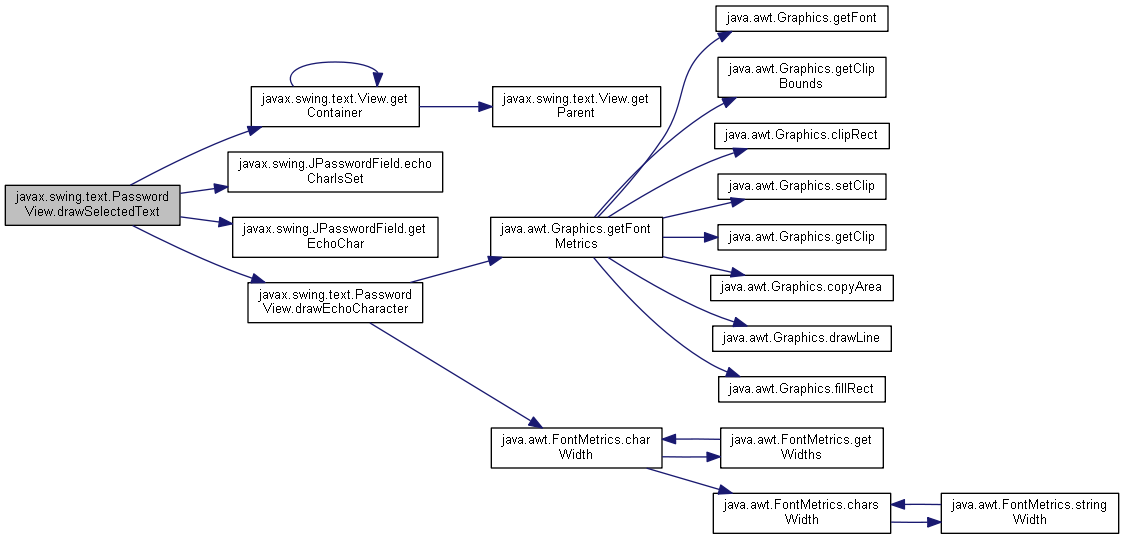 javax.swing.text.Password
View.drawSelectedText
javax.swing.text.View.get
Container
javax.swing.text.View.get
Parent
javax.swing.JPasswordField.echo
CharIsSet
javax.swing.JPasswordField.get
EchoChar
javax.swing.text.Password
View.drawEchoCharacter
java.awt.Graphics.getFont
Metrics
java.awt.Graphics.getFont
java.awt.Graphics.getClip
Bounds
java.awt.Graphics.clipRect
java.awt.Graphics.setClip
java.awt.Graphics.getClip
java.awt.Graphics.copyArea
java.awt.Graphics.drawLine
java.awt.Graphics.fillRect
java.awt.FontMetrics.char
Width
java.awt.FontMetrics.get
Widths
java.awt.FontMetrics.chars
Width
java.awt.FontMetrics.string
Width